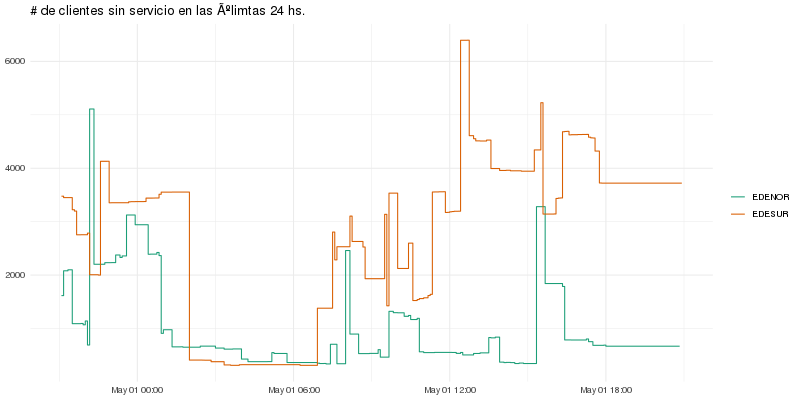 # de clientes sin servicio en las Ãºlimtas 24 hs.
6000
4000
2000
May 01 00:00
May 01 06:00
May 01 12:00
May 01 18:00
EDENOR
EDESUR